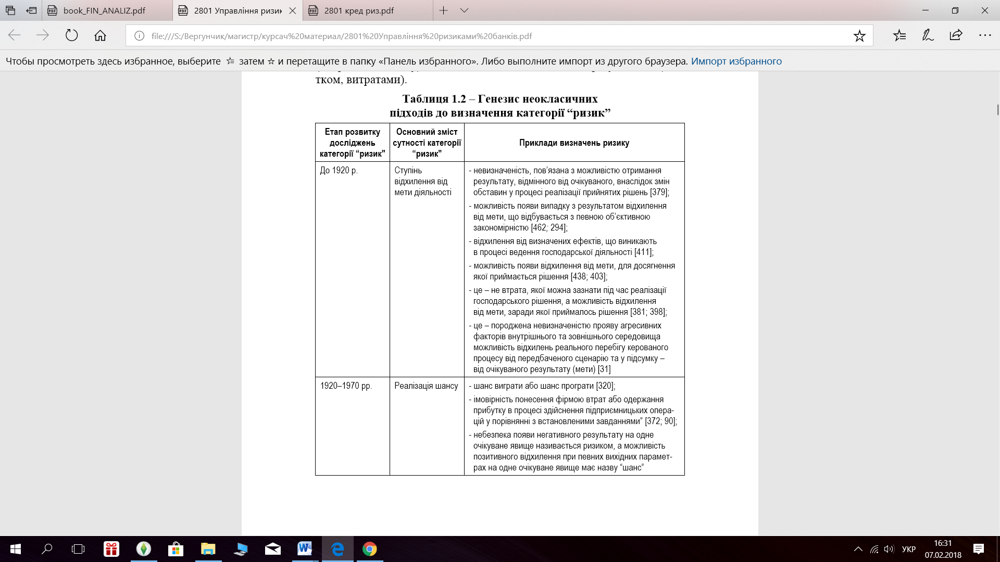 book_FIN_ANALIZ.pdf
2801 Управління ризик
2801 кред риз.pdf
file:///S:/Вергунчик/магистр/курсач%20материал/2801%20Управління%20ризиками%20банків.pdf
Чтобы просмотреть здесь избранное, выберите затем и перетащите в папку «Панель избранного». Либо выполните импорт из другого браузера. Импорт избранного
тком, витратами).
Таблиця 1.2 – Генезис неокласичних
підходів до визначення категорії “ризик”
Етап розвитку
досліджень
категорії “ризик"
Основний зміст
сутності категорії
“ризик"
Приклади визначень ризику
До 1920 р.
Ступінь
відхилення від
мети діяльності
- невизначеність, пов’язана з можливістю отримання
результату, відмінного від очікуваного, внаслідок змін
обставин у процесі реалізації прийнятих рішень [379];
- можливість появи випадку з результатом відхилення
від мети, що відбувається з певною об’єктивною
закономірністю [462; 294];
- відхилення від визначених ефектів, що виникають
в процесі ведення господарської діяльності [411];
- можливість появи відхилення від мети, для досягнення
якої приймається рішення [438; 403];
- це – не втрата, якої можна зазнати під час реалізації
господарського рішення, а можливість відхилення
від мети, заради якої приймалось рішення [381; 398];
- це – породжена невизначеністю прояву агресивних
факторів внутрішнього та зовнішнього середовища
можливість відхилень реального перебігу керованого
процесу від передбаченого сценарію та у підсумку –
від очікуваного результату (мети) [31]
1920–1970 рр.
Реалізація шансу
- шанс виграти або шанс програти [320];
- імовірність понесення фірмою втрат або одержання
прибутку в процесі здійснення підприємницьких опера-
цій у порівнянні з встановленими завданнями” [372; 90];
- небезпека появи негативного результату на одне
очікуване явище називається ризиком, а можливість
позитивного відхилення при певних вихідних парамет-
рах на одне очікуване явище має назву “шанс”
УКР
16:31
07.02.2018